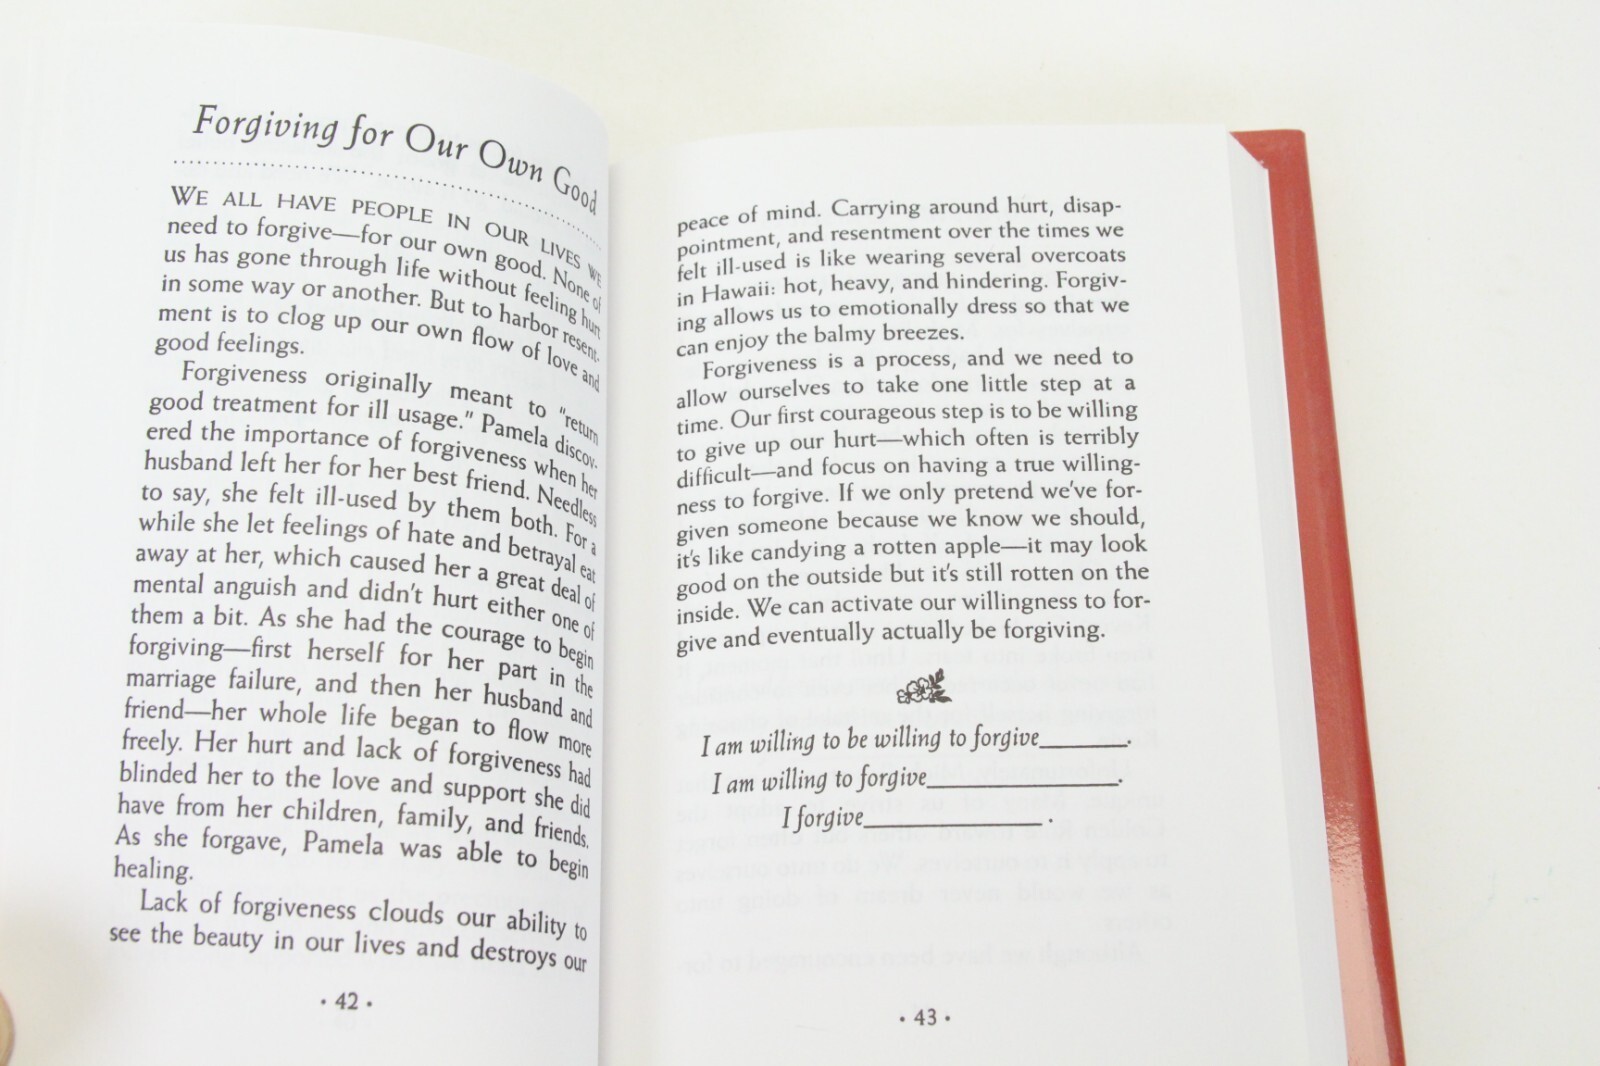 Forgiving for Our Own Good
WE ALL HAVE PEOPLE IN OUR LIVES WE
need to forgive—for our own good. None of
us has gone through life without feeling hurt
in some way or another. But to harbor resent-
ment is to clog up our own flow of love and
good feelings.
Forgiveness originally meant to "return
good treatment for ill usage." Pamela discov-
ered the importance of forgiveness when her
husband left her for her best friend. Needless
to say, she felt ill-used by them both. For a
while she let feelings of hate and betrayal eat
away at her, which caused her a great deal of
mental anguish and didn't hurt either one of
them a bit. As she had the courage to begin
forgiving—first herself for her part in the
marriage failure, and then her husband and
friend—her whole life began to flow more
freely. Her hurt and lack of forgiveness had
blinded her to the love and support she did
have from her children, family, and friends.
As she forgave, Pamela was able to begin
healing.
Lack of forgiveness clouds our ability to
see the beauty in our lives and destroys our
• 42 •
peace of mind. Carrying around hurt, disap-
pointment, and resentment over the times we
felt ill-used is like wearing several overcoats
in Hawaii: hot, heavy, and hindering. Forgiv-
ing allows us to emotionally dress so that we
can enjoy the balmy breezes.
Forgiveness is a process, and we need to
allow ourselves to take one little step at a
time. Our first courageous step is to be willing
to give up our hurt—which often is terribly
difficult—and focus on having a true willing-
ness to forgive. If we only pretend we've for-
given someone because we know we should,
it's like candying a rotten apple—it may look
good on the outside but it's still rotten on the
inside. We can activate our willingness to for-
give and eventually actually be forgiving.
I am willing to be willing to forgive_______.
I am willing to forgive_______________.
I forgive______________.
• 43 •